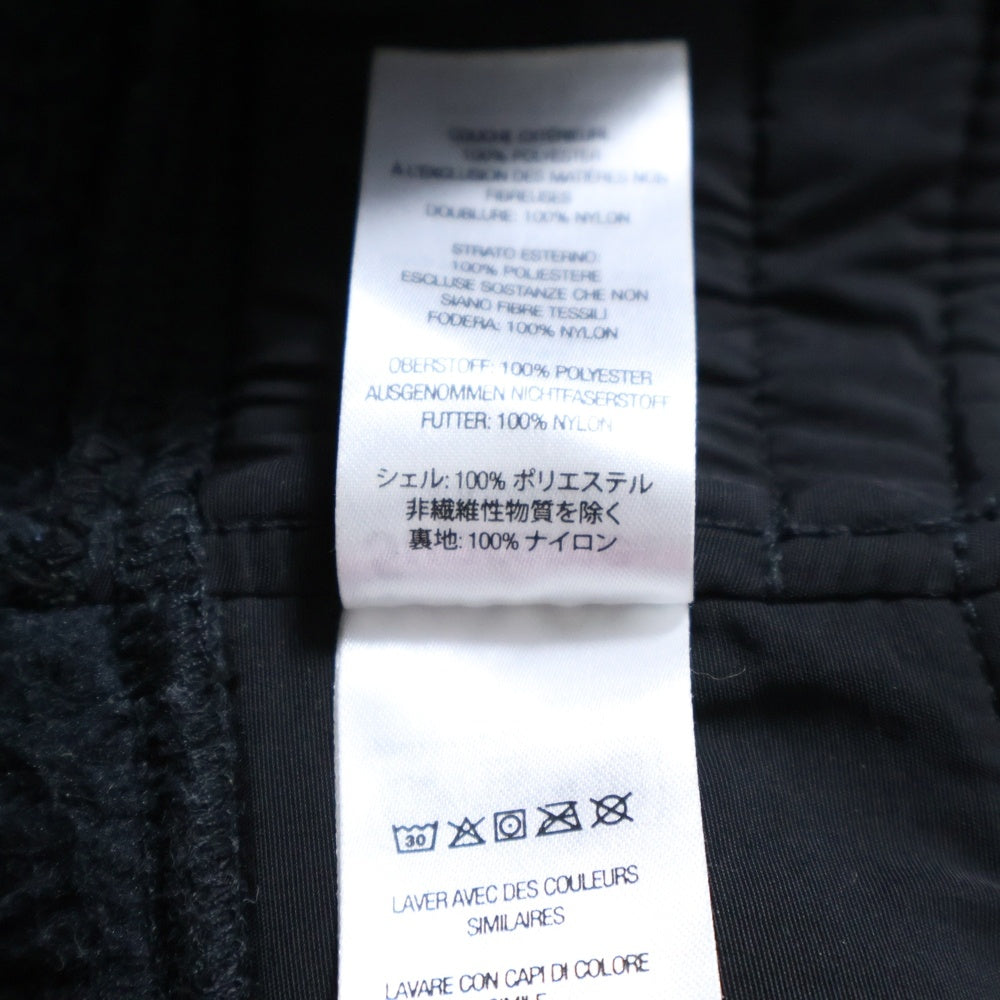 COUCHE EXTÉRIEURE:
100% POLYESTER
À L'EXCLUSION DES MATIÈRES NON
FIBREUSES
DOUBLURE: 100% NYLON
STRATO ESTERNO:
100% POLIESTERE
ESCLUSE SOSTANZE CHE NON
SIANO FIBRE TESSILI
FODERA: 100% NYLON
OBERSTOFF: 100% POLYESTER
AUSGENOMMEN NICHTFASERSTOFF
FUTTER: 100% NYLON
シェル: 100% ポリエステル
非繊維性物質を除く
裏地: 100% ナイロン
30
LAVER AVEC DES COULEURS
SIMILAIRES
LAVARE CON CAPI DI COLORE